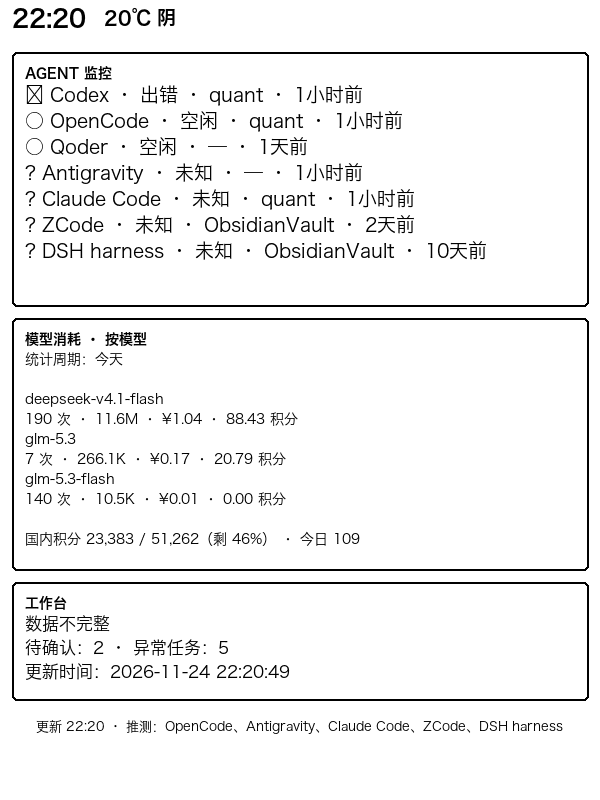 22:20 20℃ 阴
AGENT 监控
☒ Codex · 出错 · quant · 1小时前
○ OpenCode · 空闲 · quant · 1小时前
○ Qoder · 空闲 · — · 1天前
? Antigravity · 未知 · — · 1小时前
? Claude Code · 未知 · quant · 1小时前
? ZCode · 未知 · ObsidianVault · 2天前
? DSH harness · 未知 · ObsidianVault · 10天前
模型消耗 · 按模型
统计周期：今天
deepseek-v4.1-flash
190 次 · 11.6M · ¥1.04 · 88.43 积分
glm-5.3
7 次 · 266.1K · ¥0.17 · 20.79 积分
glm-5.3-flash
140 次 · 10.5K · ¥0.01 · 0.00 积分
国内积分 23,383 / 51,262（剩 46%） · 今日 109
工作台
数据不完整
待确认：2 · 异常任务：5
更新时间：2026-11-24 22:20:49
更新 22:20 · 推测：OpenCode、Antigravity、Claude Code、ZCode、DSH harness